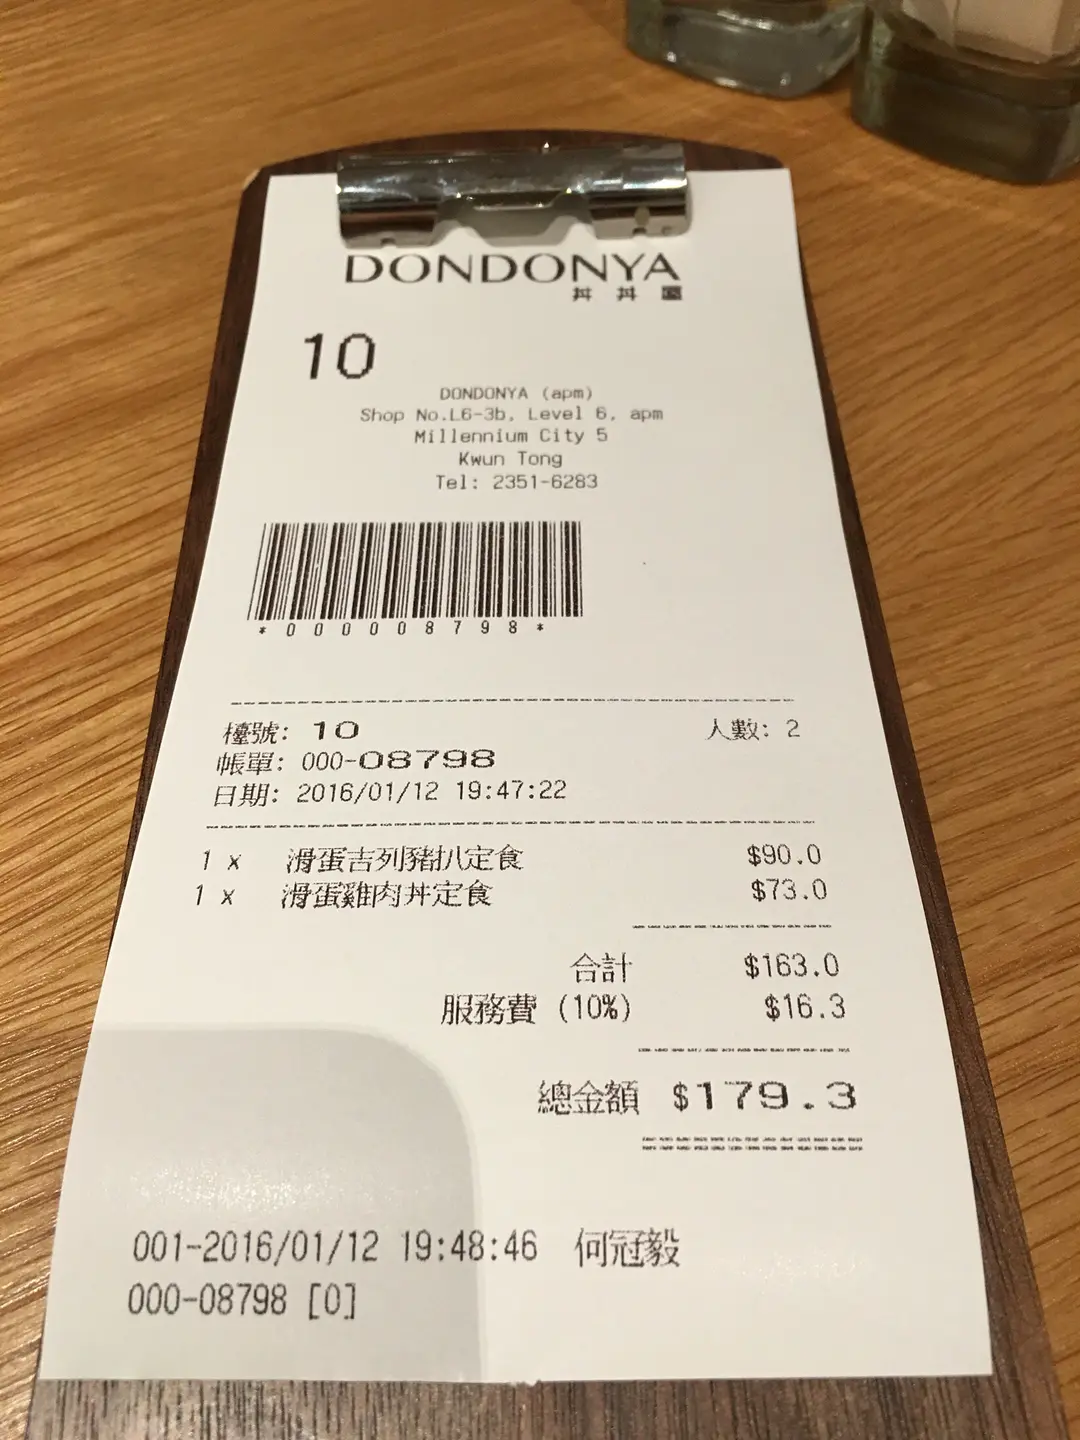 DONDONYA
丼 丼 屋
10
DONDONYA (apm)
Shop No.L6-3b, Level 6, apm
Millennium City 5
Kwun Tong
Tel: 2351-6283
*000008798*
檯號: 10 人數: 2
帳單: 000-08798
日期: 2016/01/12 19:47:22
1 x 滑蛋吉列豬扒定食 $90.0
1 x 滑蛋雞肉丼定食 $73.0
合計 $163.0
服務費 (10%) $16.3
總金額 $179.3
001-2016/01/12 19:48:46 何冠毅
000-08798 [0]